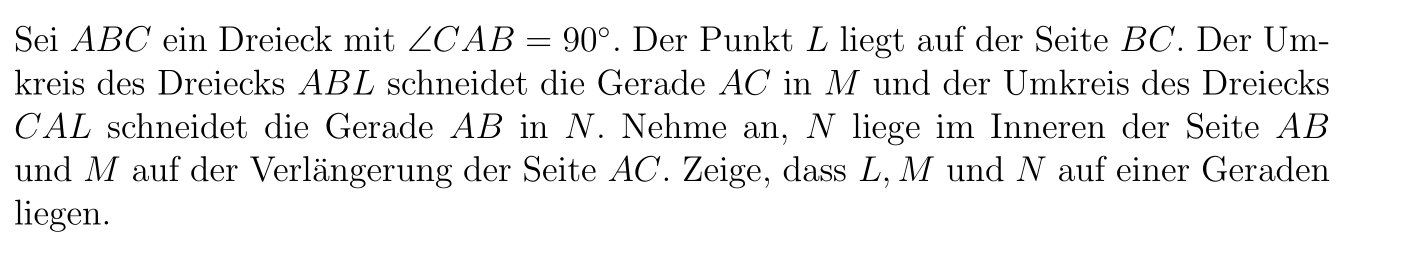 Sei ABC ein Dreieck mit ∠CAB = 90°. Der Punkt L liegt auf der Seite BC. Der Um-
kreis des Dreiecks ABL schneidet die Gerade AC in M und der Umkreis des Dreiecks
CAL schneidet die Gerade AB in N. Nehme an, N liege im Inneren der Seite AB
und M auf der Verlängerung der Seite AC. Zeige, dass L, M und N auf einer Geraden
liegen.